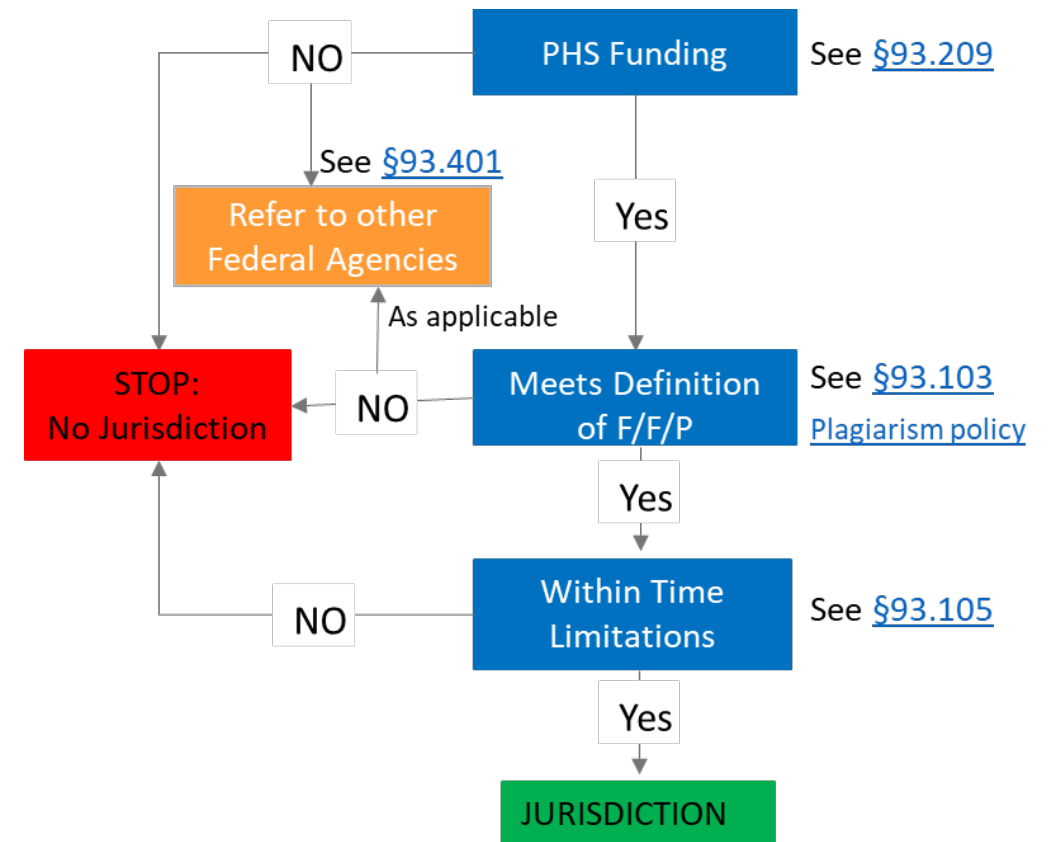 NO
PHS Funding
See §93.209
See §93.401
Refer to other
Federal Agencies
Yes
As applicable
STOP:
No Jurisdiction
NO
Meets Definition
of F/F/P
See §93.103
Plagiarism policy
Yes
NO
Within Time
Limitations
See §93.105
Yes
JURISDICTION